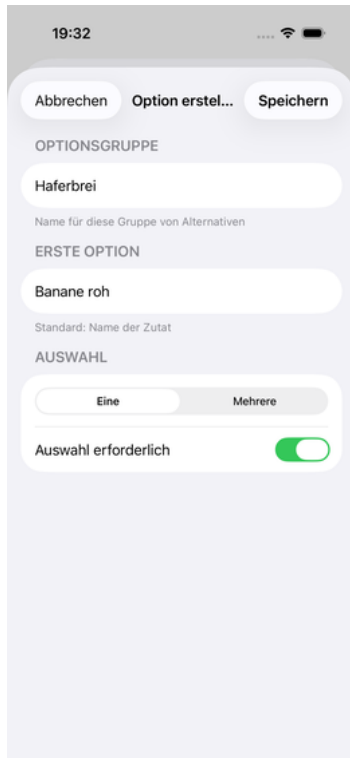 19:32
Abbrechen Option erstel... Speichern
OPTIONSGRUPPE
Haferbrei
Name für diese Gruppe von Alternativen
ERSTE OPTION
Banane roh
Standard: Name der Zutat
AUSWAHL
Eine Mehrere
Auswahl erforderlich